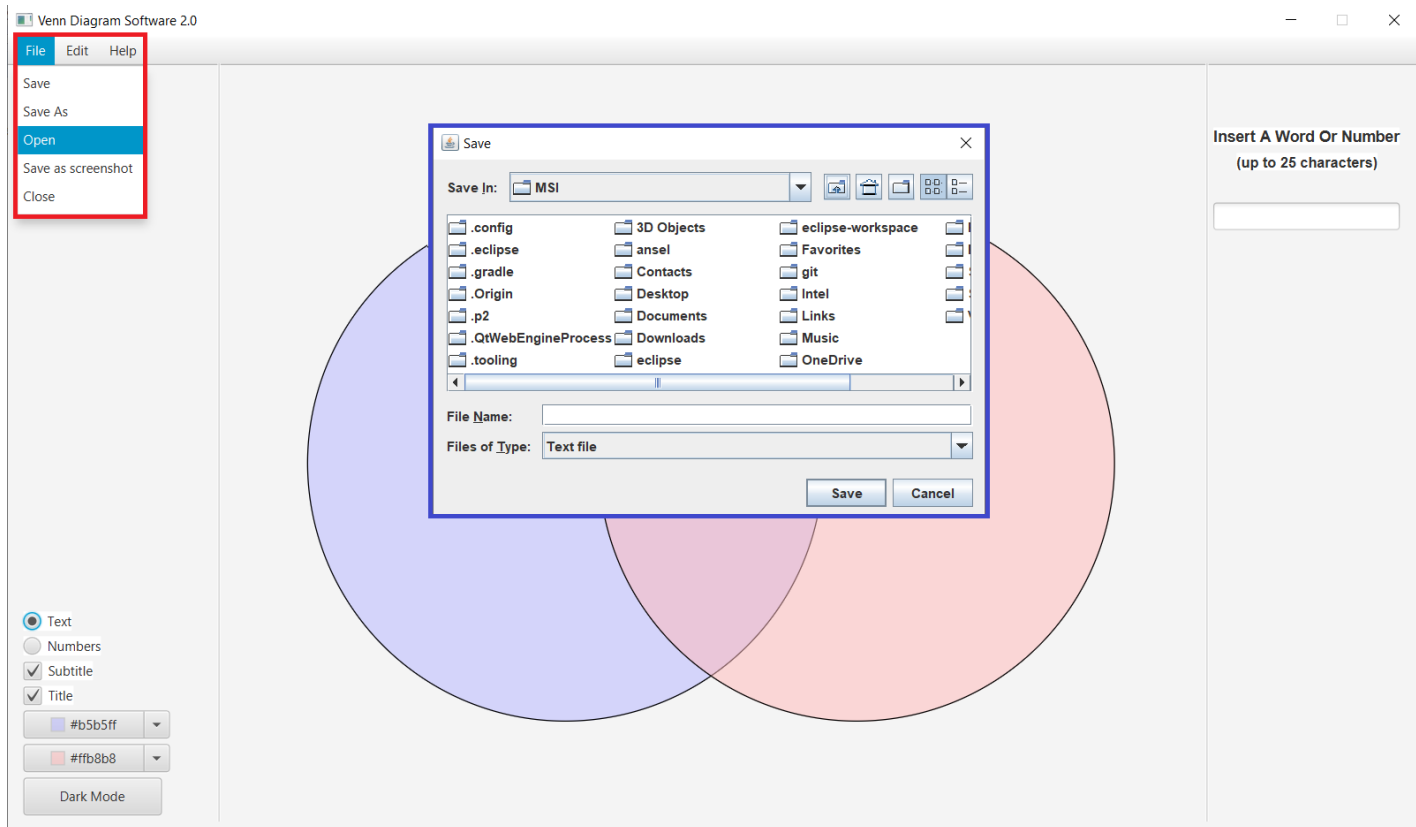 Venn Diagram Software 2.0
File Edit Help
Save
Save As
Open
Save as screenshot
Close
Save
Save In: MSI
.config 3D Objects eclipse-workspace
.eclipse ansel Favorites
.gradle Contacts git
.Origin Desktop Intel
.p2 Documents Links
.QtWebEngineProcess Downloads Music
.tooling eclipse OneDrive
File Name:
Files of Type: Text file
Save Cancel
Insert A Word Or Number
(up to 25 characters)
Text
Numbers
Subtitle
Title
#b5b5ff
#ffb8b8
Dark Mode